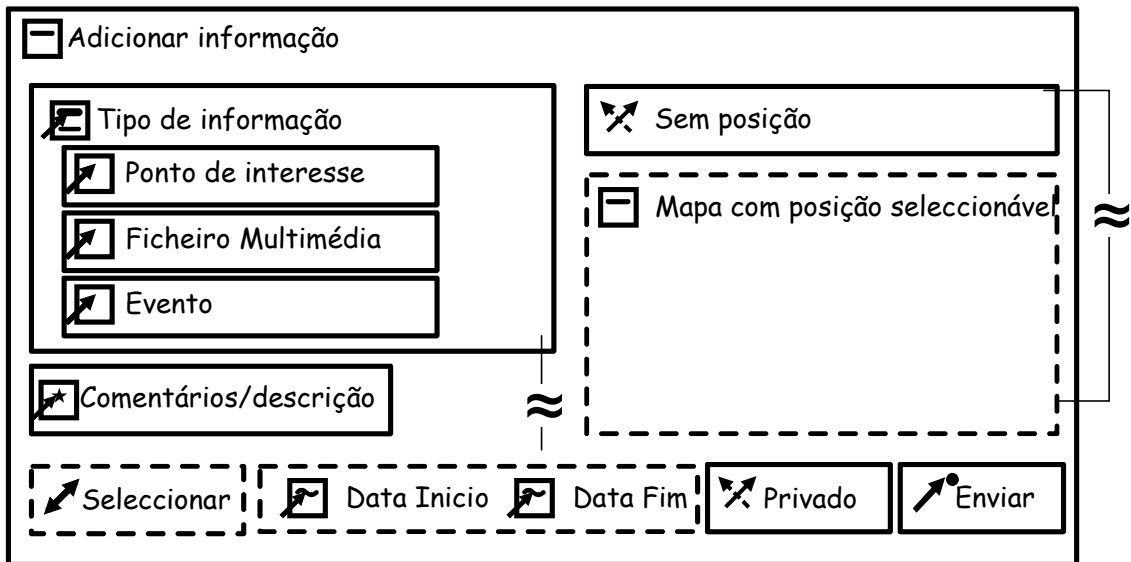 Adicionar informação
Tipo de informação
Ponto de interesse
Ficheiro Multimédia
Evento
Comentários/descrição
Sem posição
Mapa com posição seleccionável
≈
≈
Seleccionar
Data Inicio
Data Fim
Privado
Enviar